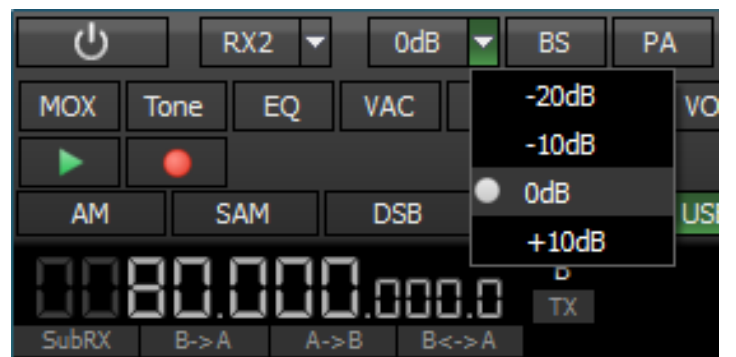 RX2 0dB BS PA
MOX Tone EQ VAC VO
-20dB
-10dB
0dB
+10dB
AM SAM DSB US
80.000.000.0
B
TX
SubRX B->A A->B B<->A